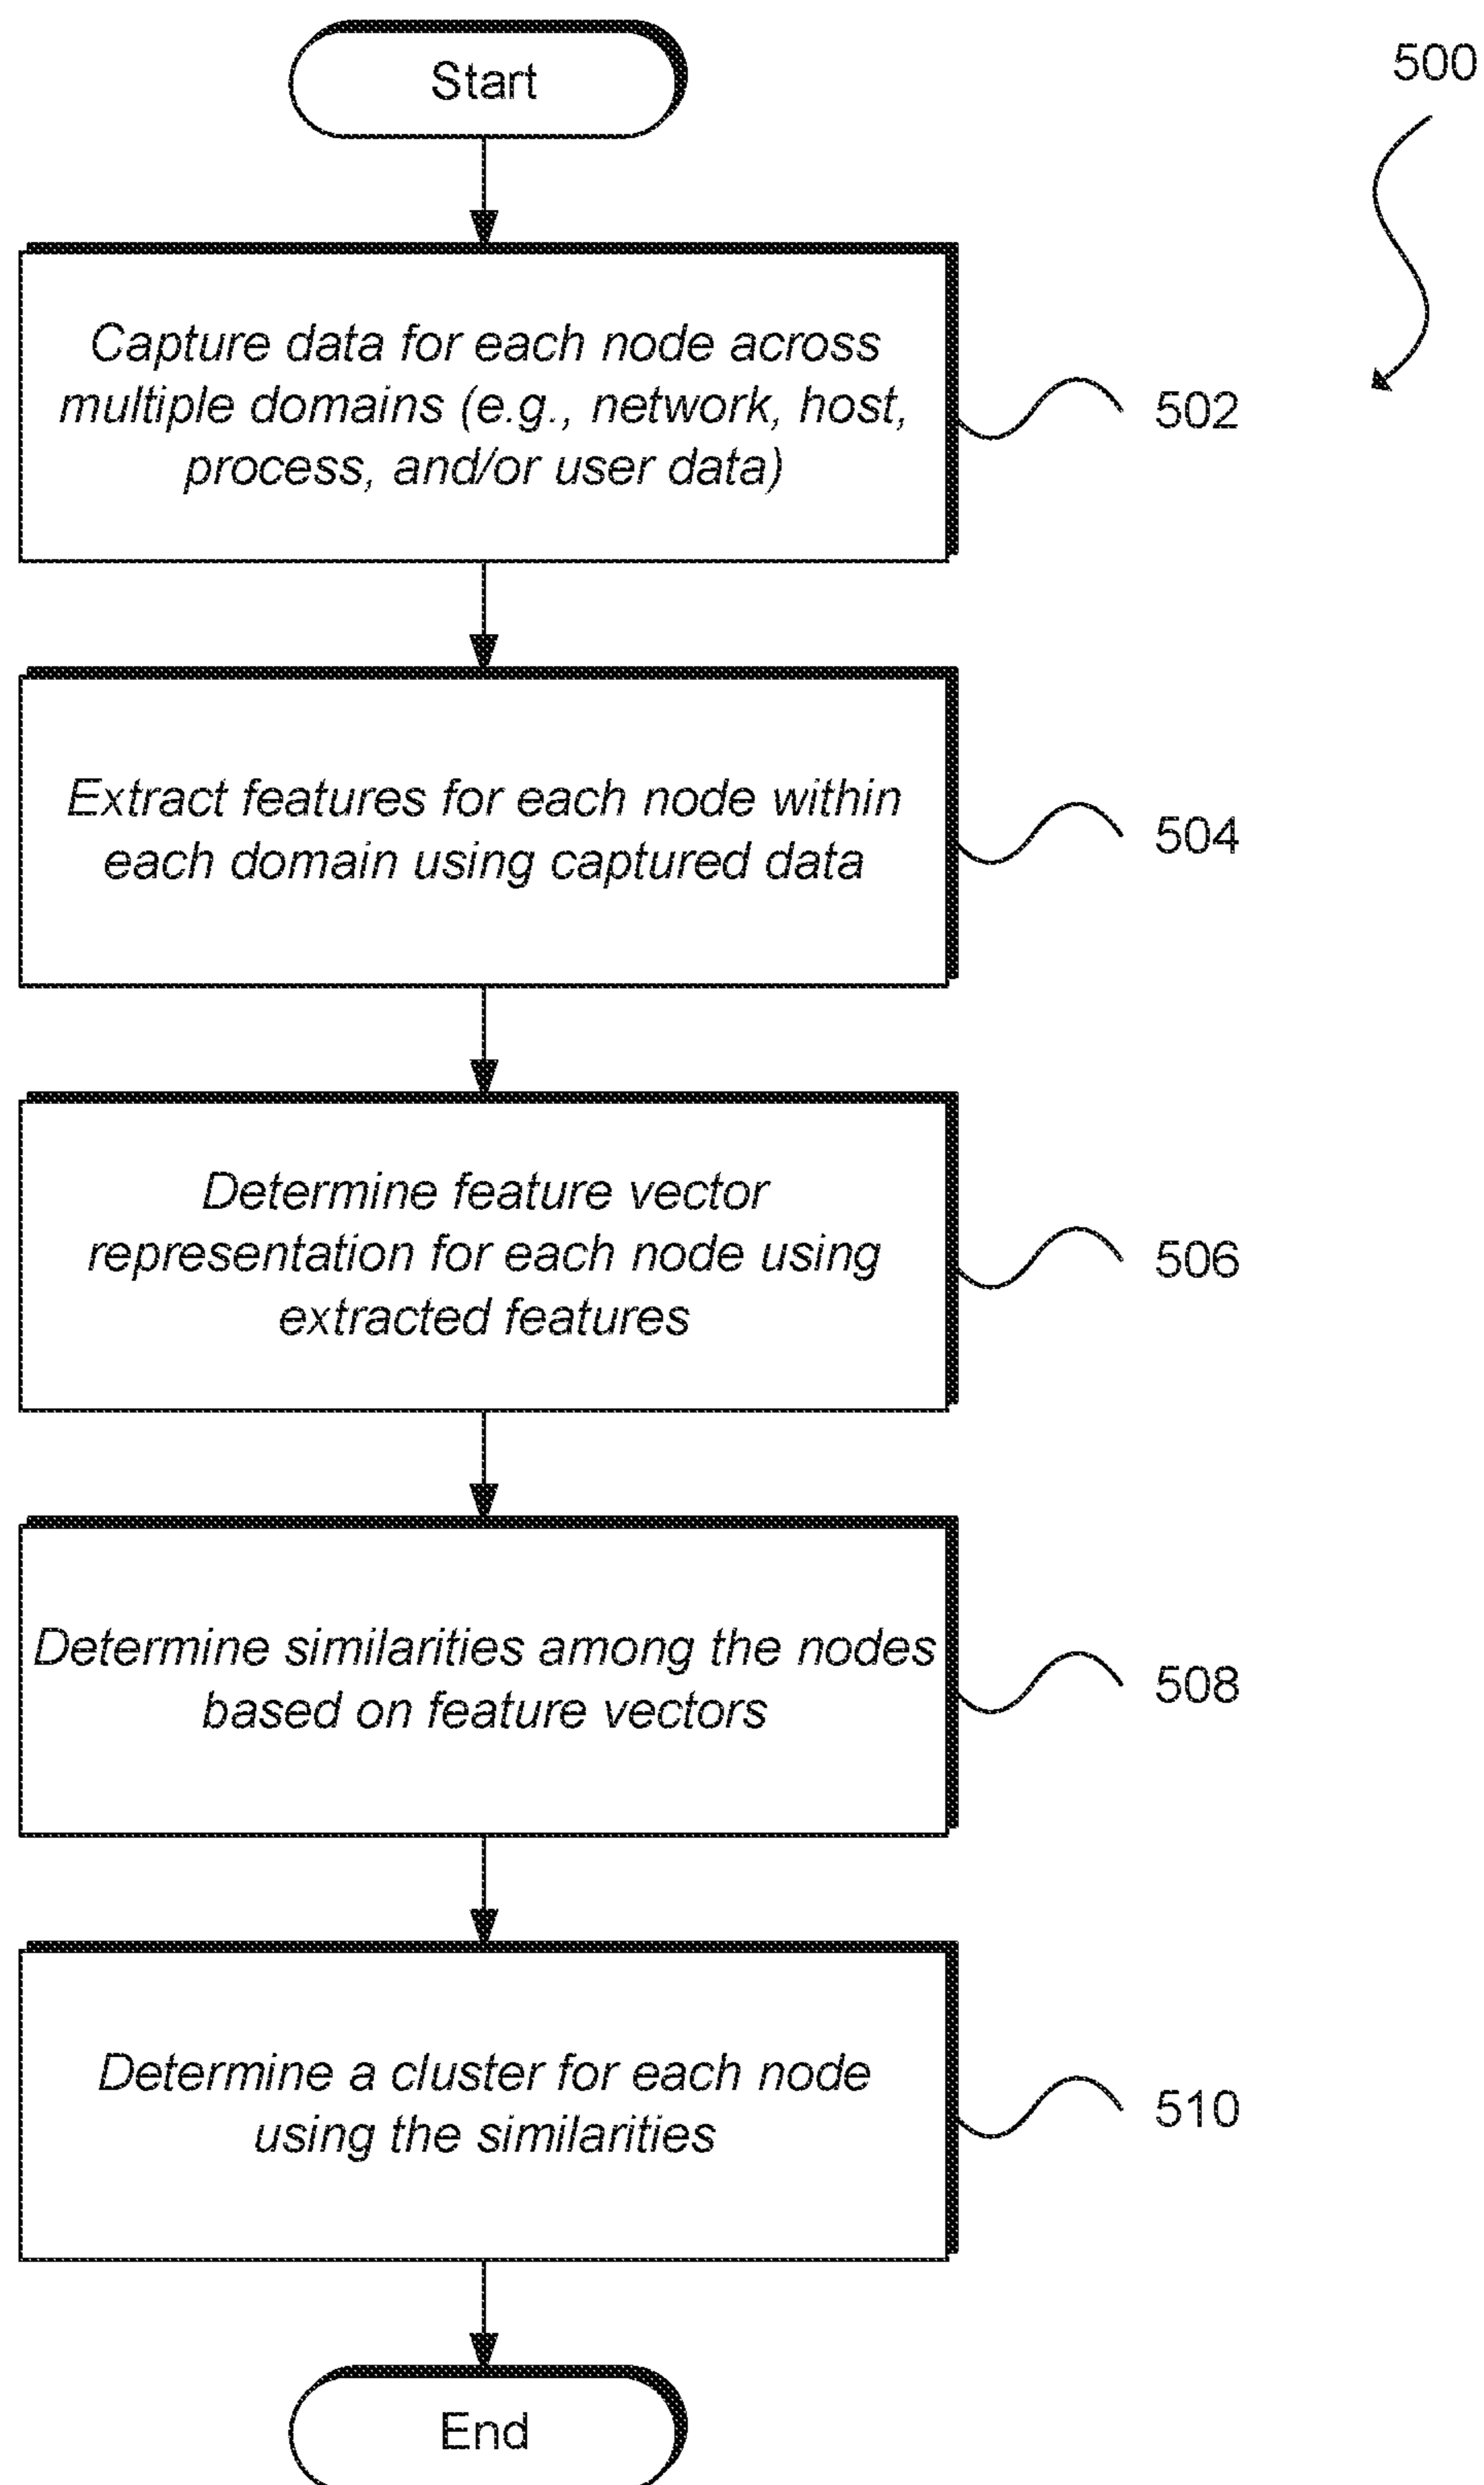 Start
500
Capture data for each node across
multiple domains (e.g., network, host,
process, and/or user data)
502
Extract features for each node within
each domain using captured data
504
Determine feature vector
representation for each node using
extracted features
506
Determine similarities among the nodes
based on feature vectors
508
Determine a cluster for each node
using the similarities
510
End